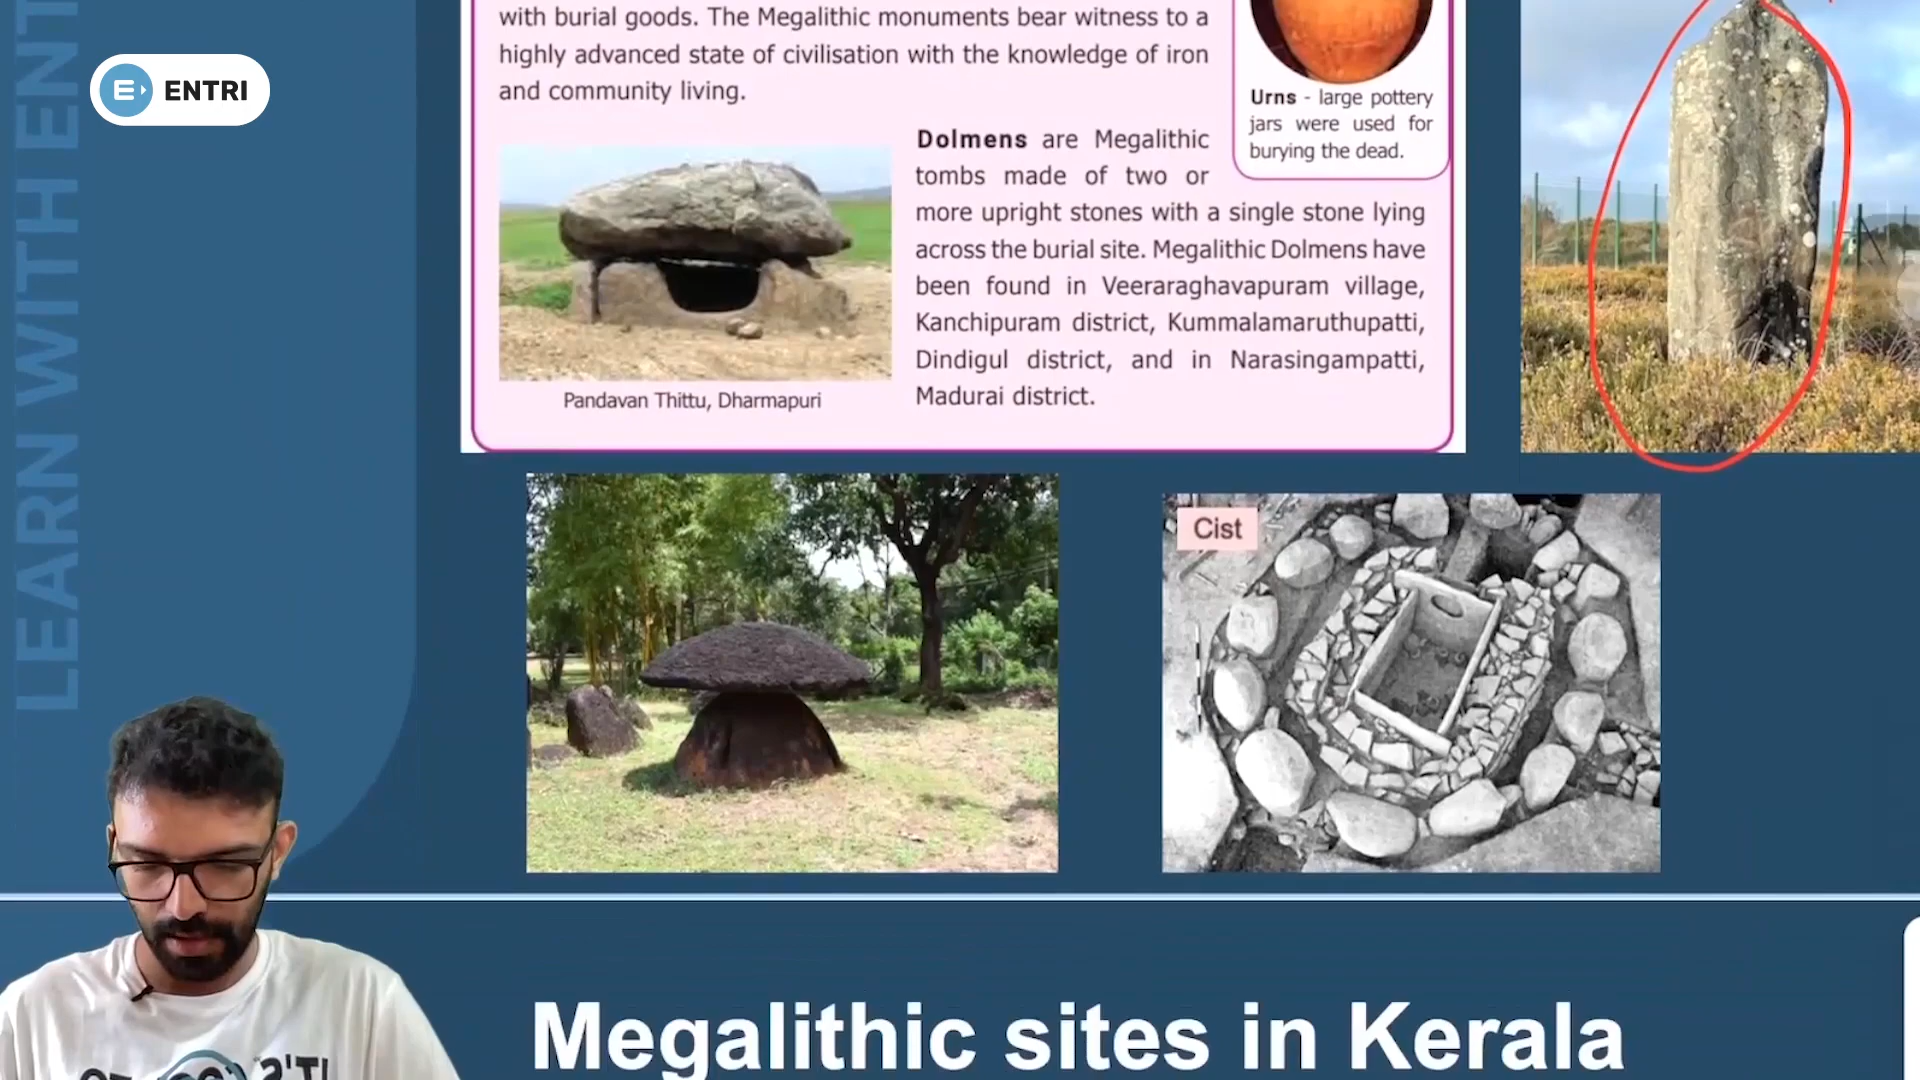 LEARN WITH ENT
ENTRI
with burial goods. The Megalithic monuments bear witness to a
highly advanced state of civilisation with the knowledge of iron
and community living.
Urns - large pottery
jars were used for
burying the dead.
Dolmens are Megalithic
tombs made of two or
more upright stones with a single stone lying
across the burial site. Megalithic Dolmens have
been found in Veeraraghavapuram village,
Kanchipuram district, Kummalamaruthupatti,
Dindigul district, and in Narasingampatti,
Madurai district.
Pandavan Thittu, Dharmapuri
Cist
Megalithic sites in Kerala